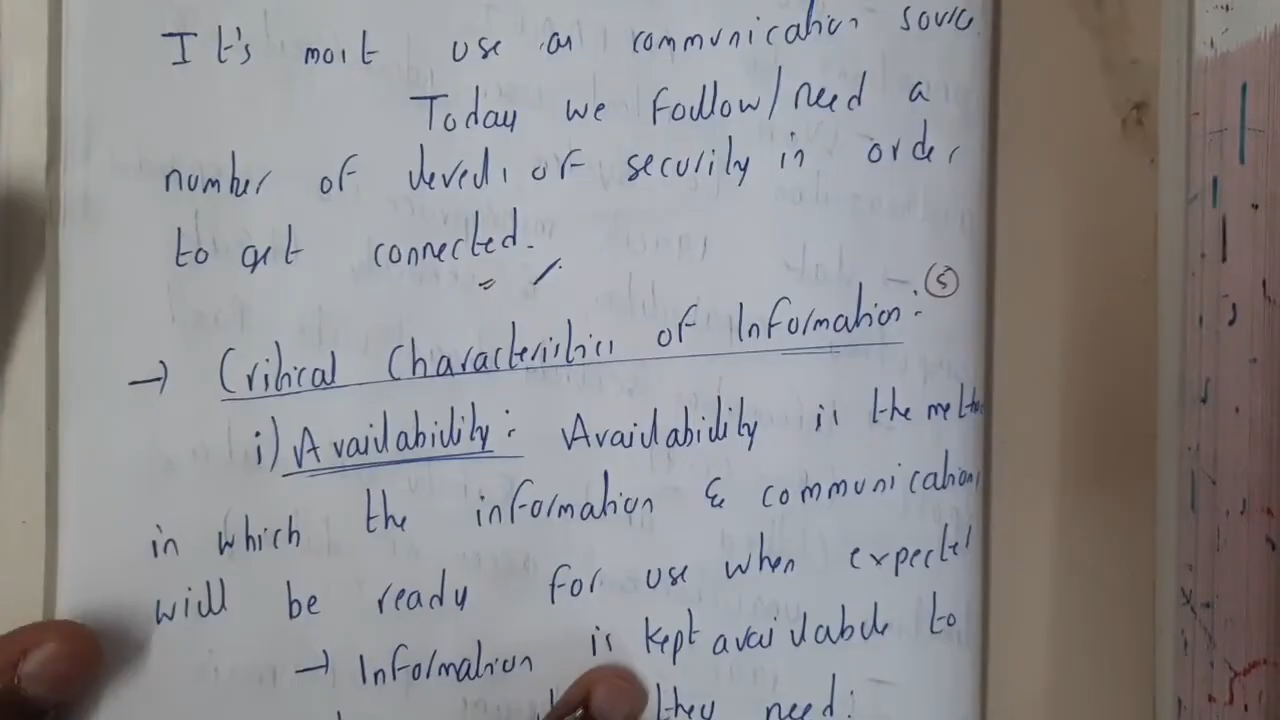 It's most use as communication source
Today we follow/need a
number of levels of security in order
to get connected.
→ Critical Characteristics of Information: (5)
i) Availability: Availability is the metho
in which the information & communication
will be ready for use when expected
→ Information is kept available to
they need: